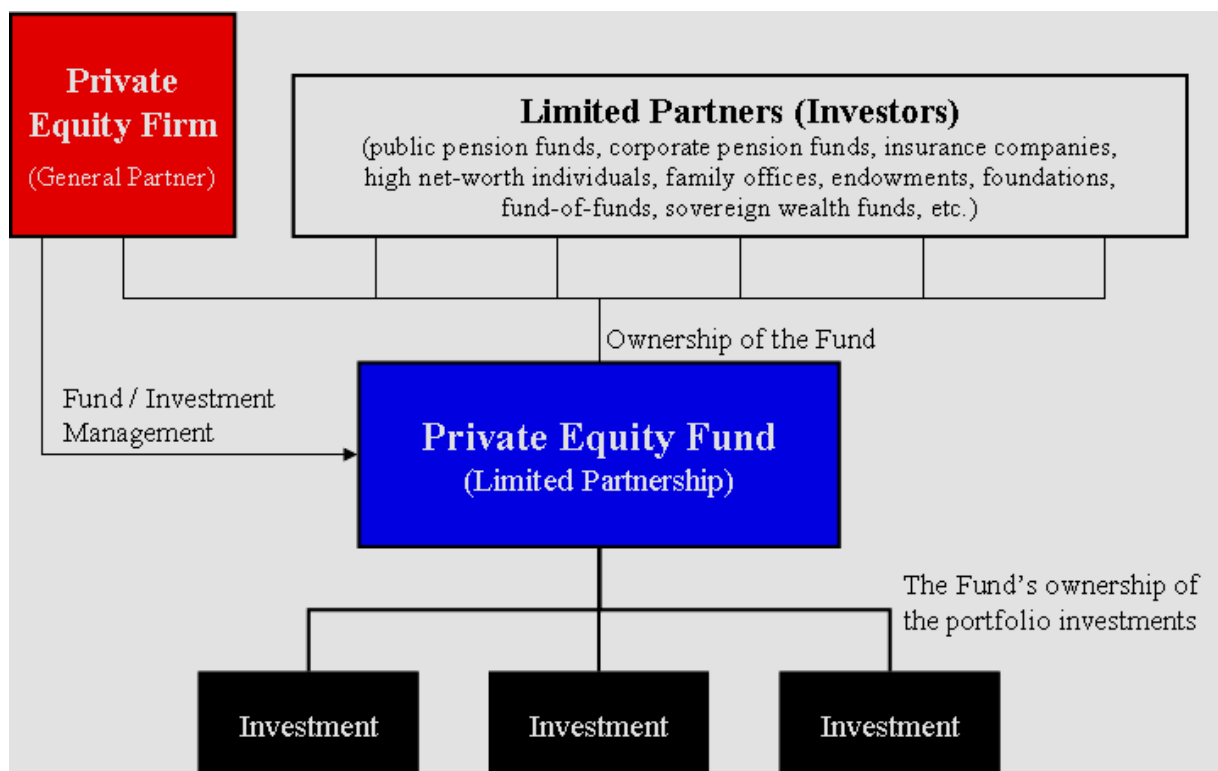 Private
Equity Firm
(General Partner)
Limited Partners (Investors)
(public pension funds, corporate pension funds, insurance companies,
high net-worth individuals, family offices, endowments, foundations,
fund-of-funds, sovereign wealth funds, etc.)
Ownership of the Fund
Fund / Investment
Management
Private Equity Fund
(Limited Partnership)
The Fund’s ownership of
the portfolio investments
Investment
Investment
Investment